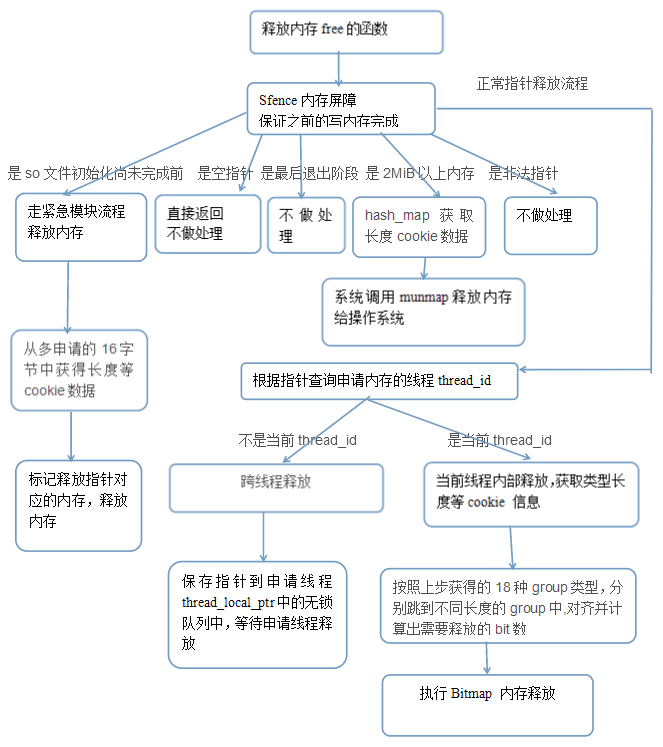 释放内存 free 的函数
正常指针释放流程
Sfence 内存屏障
保证之前的写内存完成
是 so 文件初始化尚未完成前
是空指针
是最后退出阶段
是 2MiB 以上内存
是非法指针
走紧急模块流程
释放内存
直接返回
不做处理
不做处
理
hash_map 获取
长度 cookie 数据
不做处理
系统调用 munmap 释放内存
给操作系统
从多申请的 16 字
节中获得长度等
cookie 数据
根据指针查询申请内存的线程 thread_id
不是当前 thread_id
是当前 thread_id
标记释放指针对
应的内存，释放
内存
跨线程释放
当前线程内部释放，获取类型长
度等 cookie 信息
保存指针到申请线程
thread_local_ptr 中的无锁
队列中，等待申请线程释
放
按照上步获得的 18 种 group 类型，分
别跳到不同长度的 group 中,对齐并计
算出需要释放的 bit 数
执行 Bitmap 内存释放